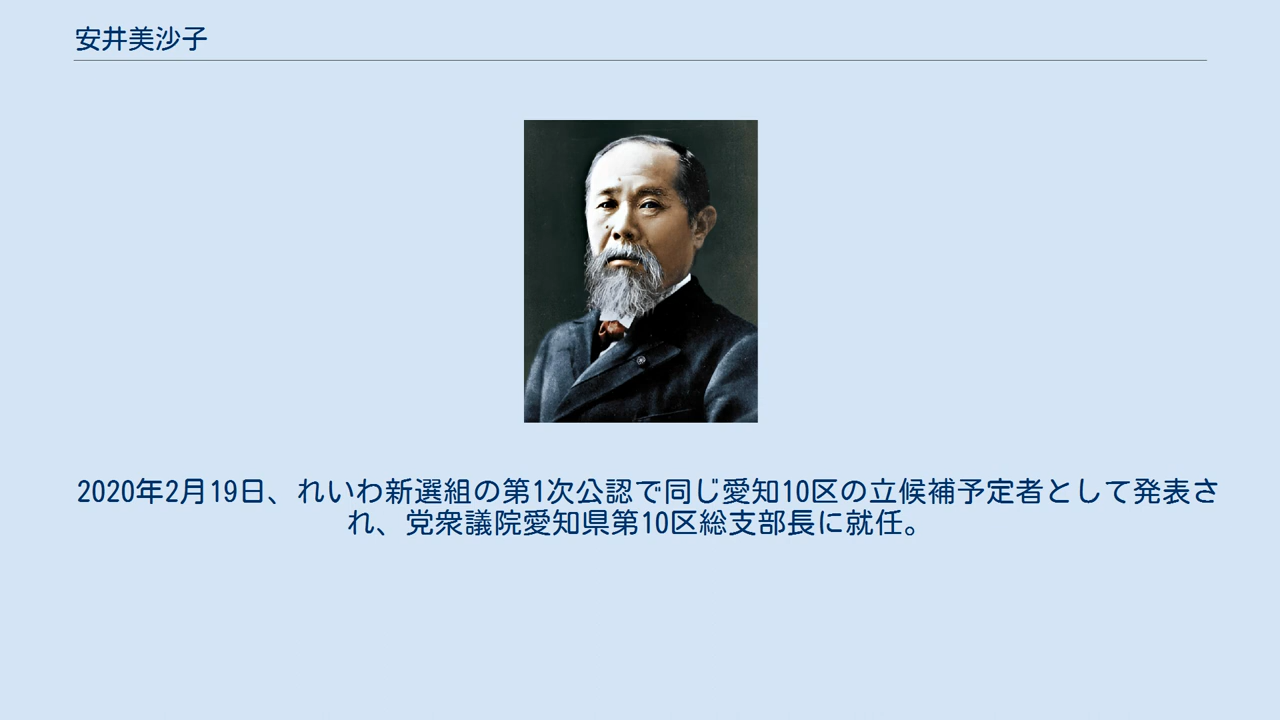 安井美沙子
2020年2月19日、れいわ新選組の第1次公認で同じ愛知10区の立候補予定者として発表さ
れ、党衆議院愛知県第10区総支部長に就任。